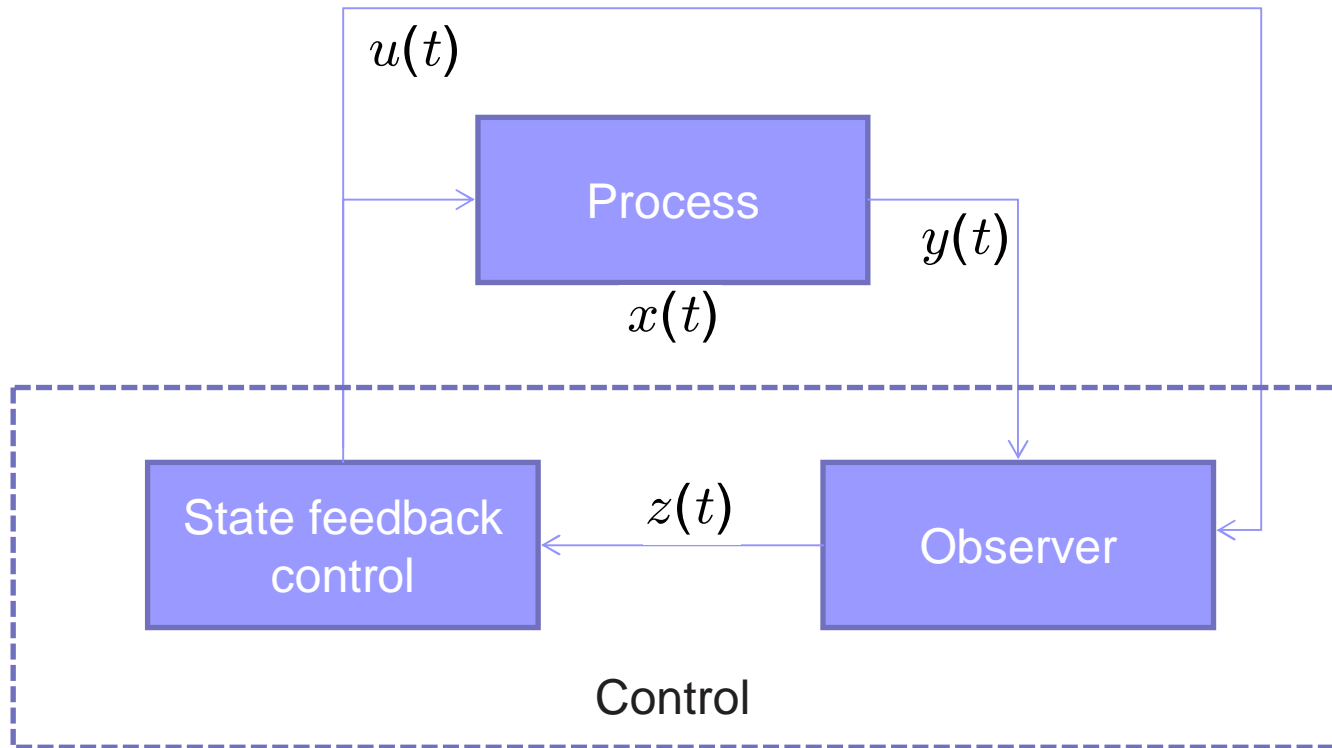 u(t)
Process
y(t)
x(t)
State feedback
control
z(t)
Observer
Control